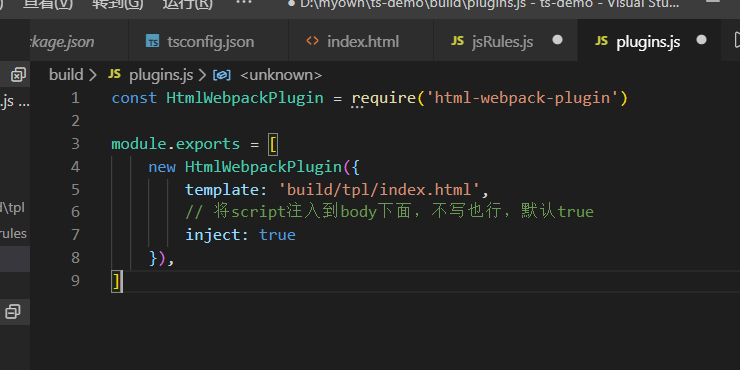 查看(V) 转到(G) 运行(R) ··· ● D:\myown\ts-demo\build\plugins.js - ts-demo - Visual Stu...
ckage.json tsconfig.json index.html jsRules.js plugins.js
build > plugins.js > <unknown>
.js ...
1 const HtmlWebpackPlugin = require('html-webpack-plugin')
2
3 module.exports = [
4 new HtmlWebpackPlugin({
5 template: 'build/tpl/index.html',
d\tpl
6 // 将script注入到body下面，不写也行，默认true
rules
7 inject: true
8 }),
9 ]